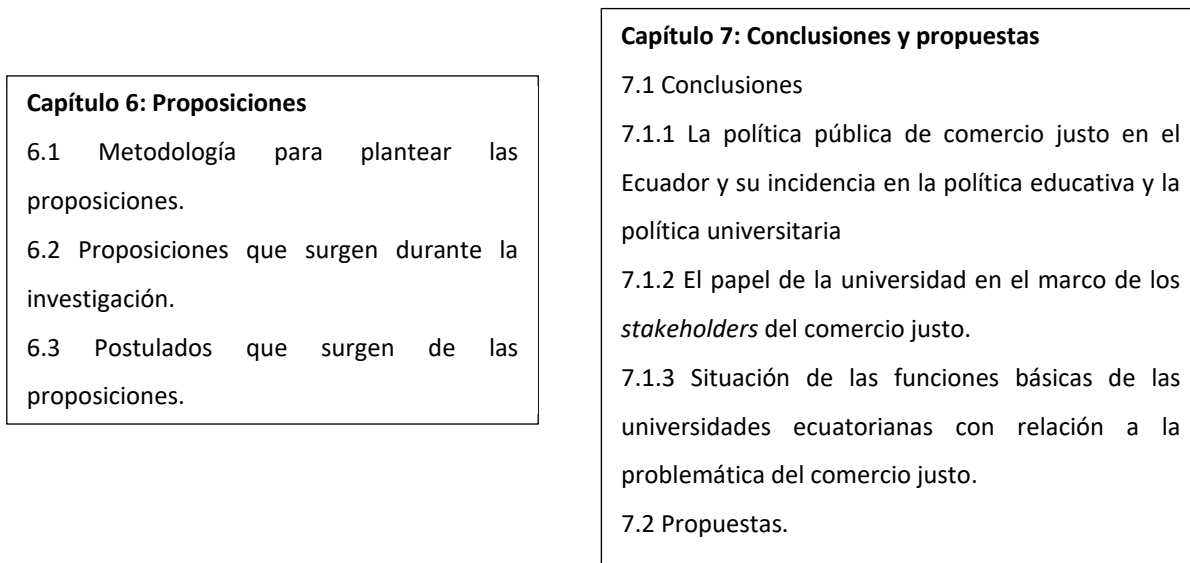 Capítulo 6: Proposiciones
6.1 Metodología para plantear las
proposiciones.
6.2 Proposiciones que surgen durante la
investigación.
6.3 Postulados que surgen de las
proposiciones.
Capítulo 7: Conclusiones y propuestas
7.1 Conclusiones
7.1.1 La política pública de comercio justo en el
Ecuador y su incidencia en la política educativa y la
política universitaria
7.1.2 El papel de la universidad en el marco de los
stakeholders del comercio justo.
7.1.3 Situación de las funciones básicas de las
universidades ecuatorianas con relación a la
problemática del comercio justo.
7.2 Propuestas.